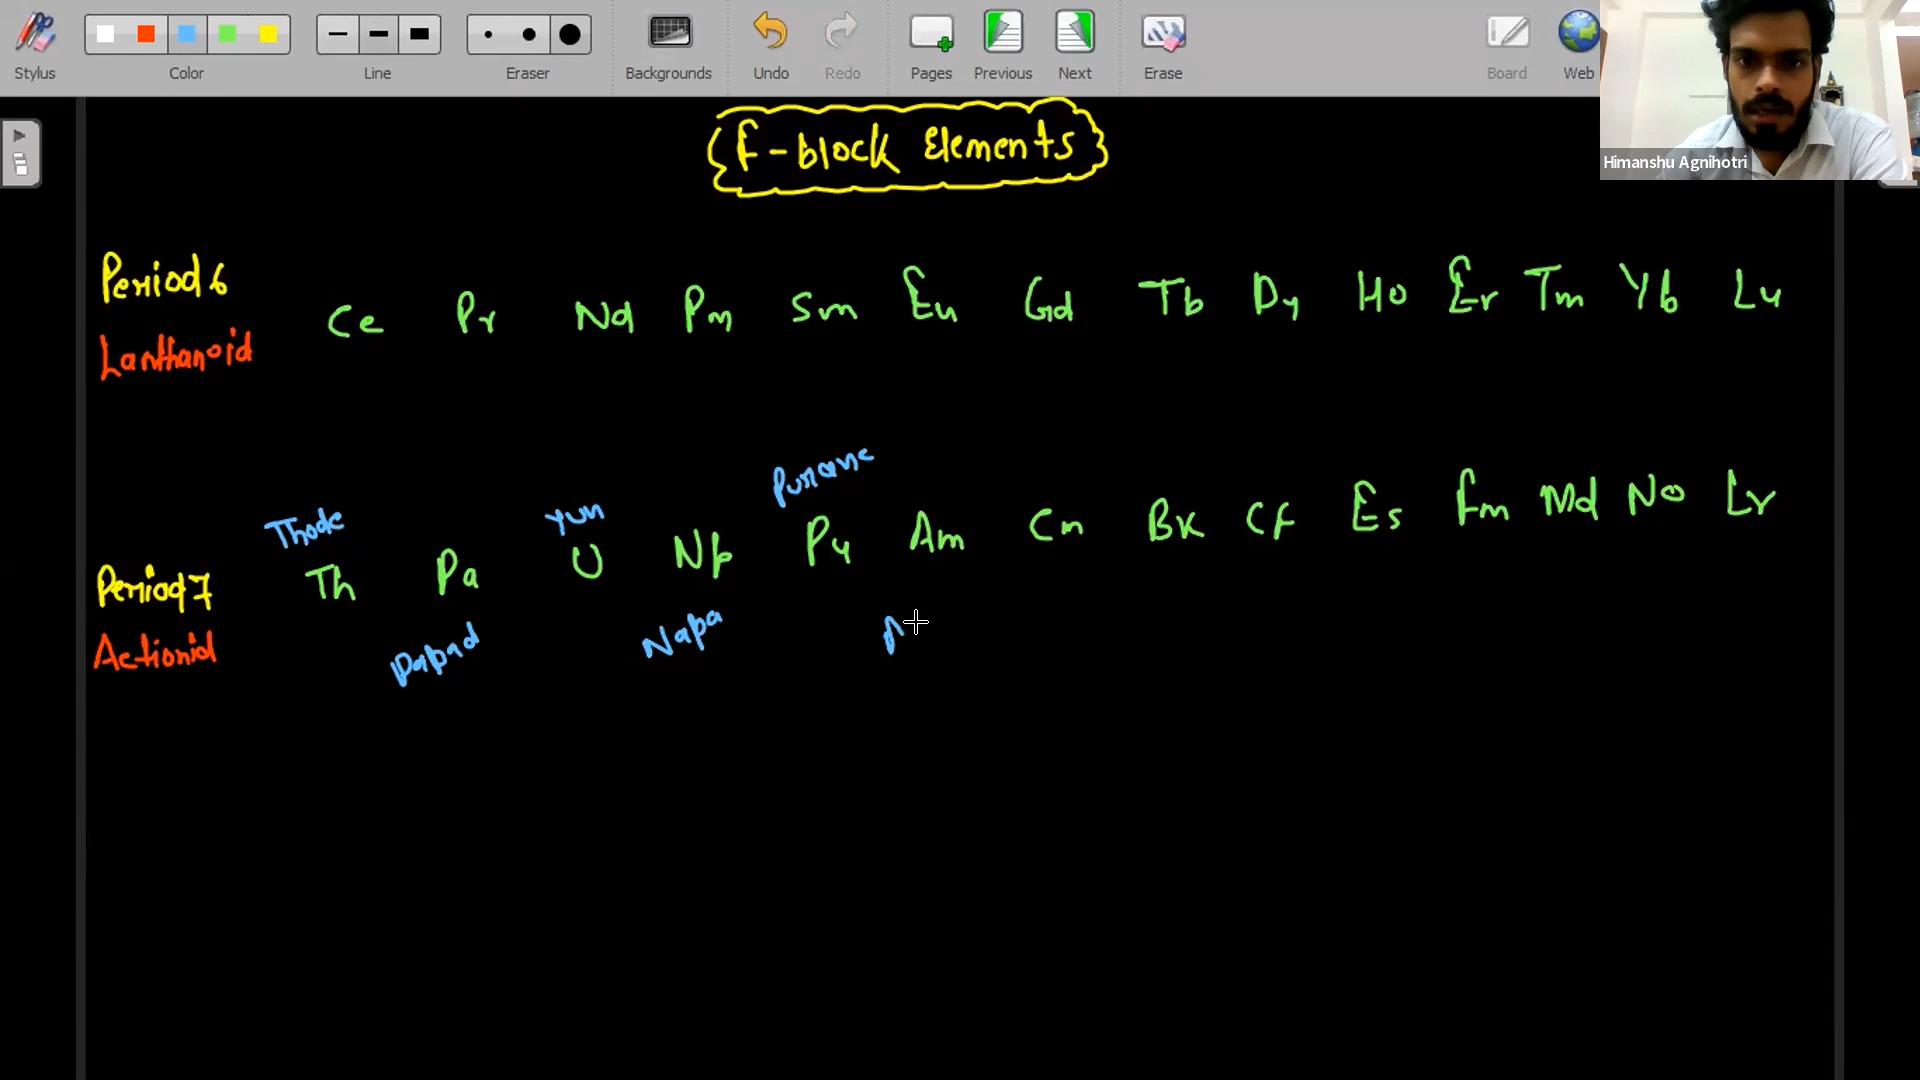 Stylus Color Line Eraser Backgrounds Undo Redo Pages Previous Next Erase Board Web
Himanshu Agnihotri
f-block Elements
Period 6
Lanthanoid
Ce Pr Nd Pm Sm Eu Gd Tb Dy Ho Er Tm Yb Lu
Thode Yun Purane
Period 7
Th Pa U Np Pu Am Cm Bk Cf Es Fm Md No Lr
Actionid
Papad Napa